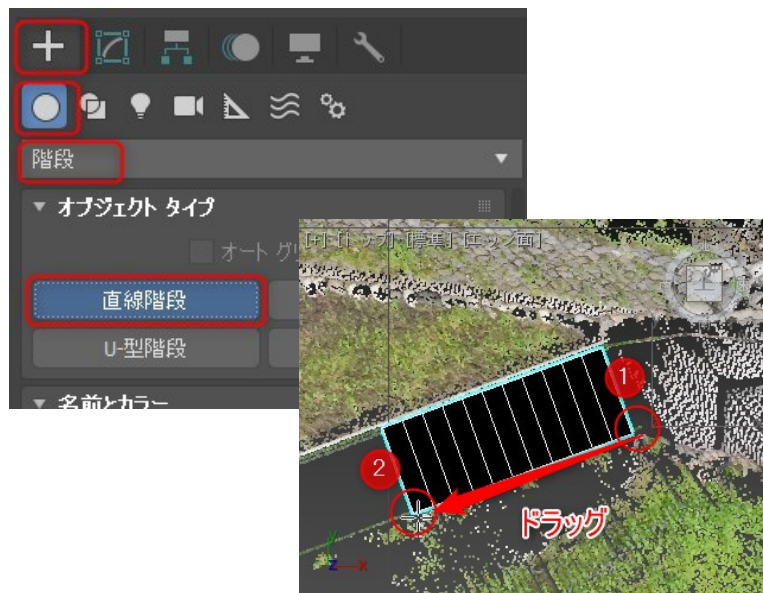 階段
オブジェクト タイプ
オート グ
直線階段
U-型階段
名前とカラー
[+] [トップ] [標準] [エッジ面]
1
2
ドラッグ
y
z
x